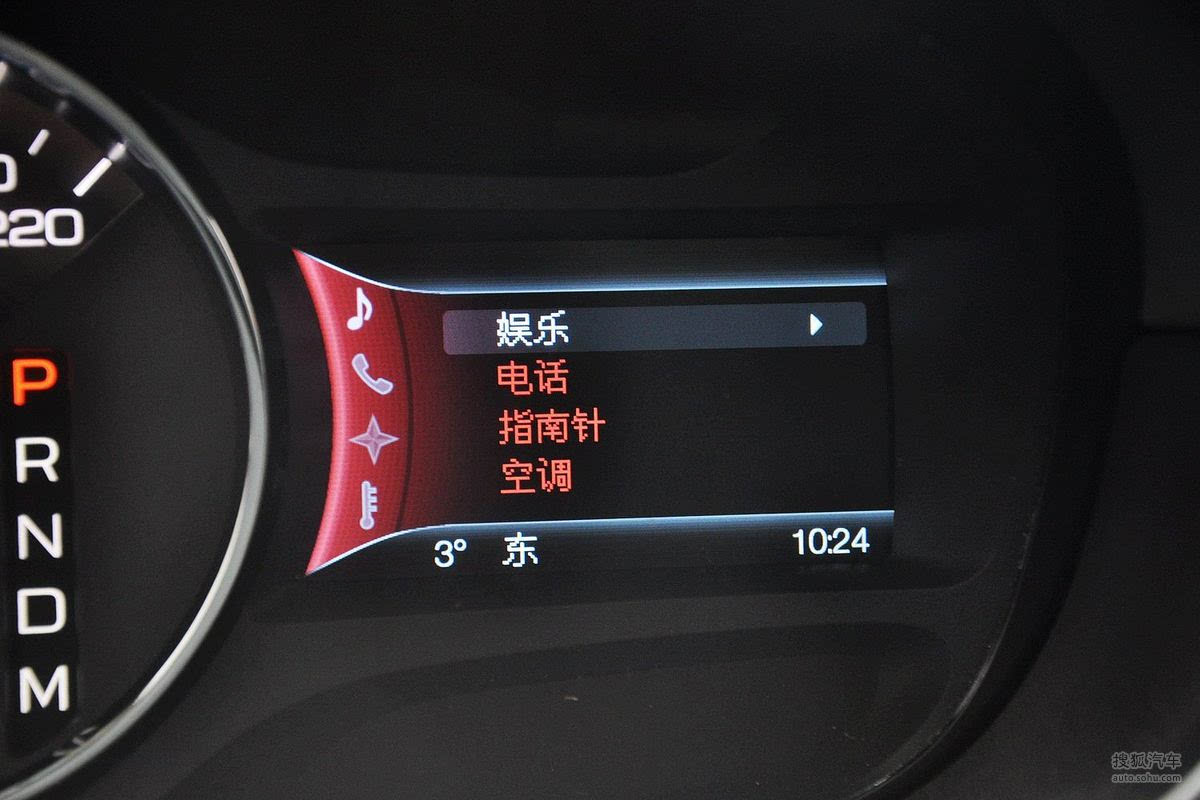 220
P
R
N
D
M
娱乐
电话
指南针
空调
3° 东 10:24
搜狐汽车
auto.sohu.com